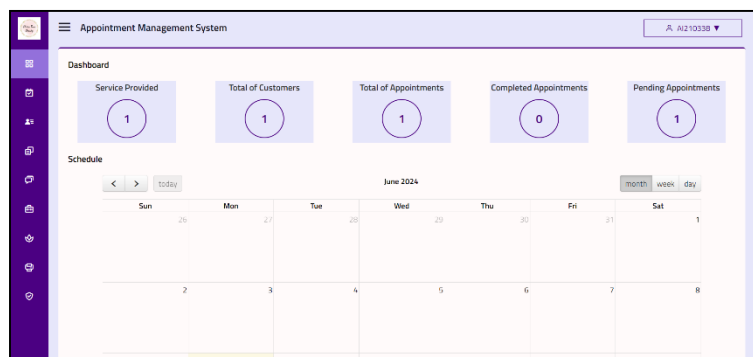 Appointment Management System
AI210338 ▼
Dashboard
Service Provided
Total of Customers
Total of Appointments
Completed Appointments
Pending Appointments
1
1
1
0
1
Schedule
today
June 2024
month week day
Sun Mon Tue Wed Thu Fri Sat
26 27 28 29 30 31 1
2 3 4 5 6 7 8